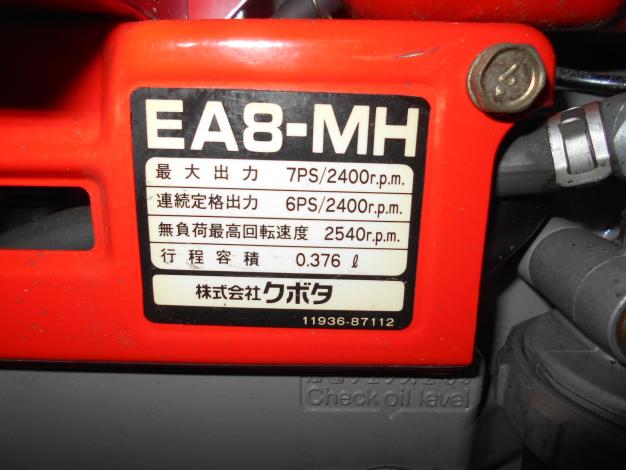 EA8-MH
最大出力 7PS/2400r.p.m.
連続定格出力 6PS/2400r.p.m.
無負荷最高回転速度 2540r.p.m.
行程容積 0.376 ℓ
株式会社クボタ
11936-87112
Check oil level